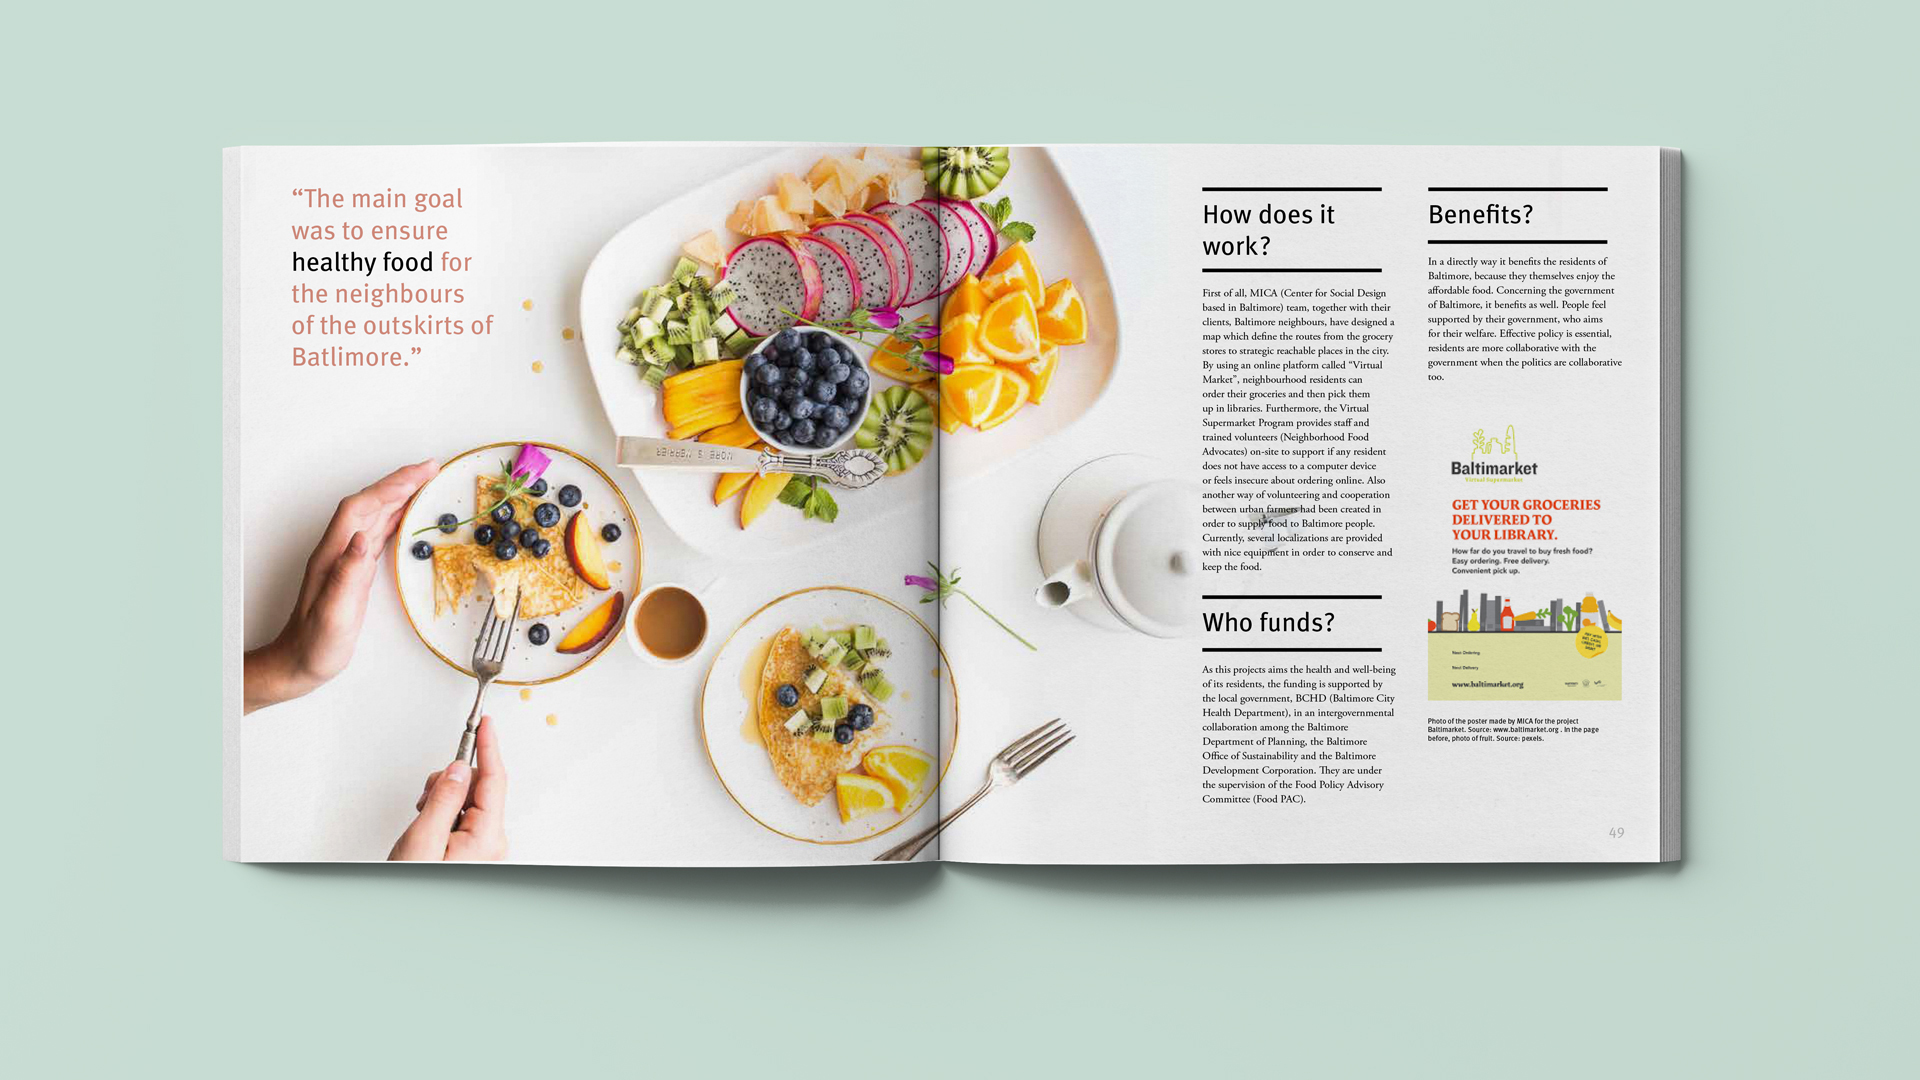 “The main goal
was to ensure
healthy food for
the neighbours
of the outskirts of
Batlimore.”
How does it
work?
First of all, MICA (Center for Social Design
based in Baltimore) team, together with their
clients, Baltimore neighbours, have designed a
map which define the routes from the grocery
stores to strategic reachable places in the city.
By using an online platform called “Virtual
Market”, neighbourhood residents can
order their groceries and then pick them
up in libraries. Furthermore, the Virtual
Supermarket Program provides staff and
trained volunteers (Neighborhood Food
Advocates) on-site to support if any resident
does not have access to a computer device
or feels insecure about ordering online. Also
another way of volunteering and cooperation
between urban farmers had been created in
order to supply food to Baltimore people.
Currently, several localizations are provided
with nice equipment in order to conserve and
keep the food.
Who funds?
As this projects aims the health and well-being
of its residents, the funding is supported by
the local government, BCHD (Baltimore City
Health Department), in an intergovernmental
collaboration among the Baltimore
Department of Planning, the Baltimore
Office of Sustainability and the Baltimore
Development Corporation. They are under
the supervision of the Food Policy Advisory
Committee (Food PAC).
Benefits?
In a directly way it benefits the residents of
Baltimore, because they themselves enjoy the
affordable food. Concerning the government
of Baltimore, it benefits as well. People feel
supported by their government, who aims
for their welfare. Effective policy is essential,
residents are more collaborative with the
government when the politics are collaborative
too.
Baltimarket
Virtual Supermarket
GET YOUR GROCERIES
DELIVERED TO
YOUR LIBRARY.
How far do you travel to buy fresh food?
Easy ordering. Free delivery.
Convenient pick up.
Next Ordering
Next Delivery
www.baltimarket.org
Photo of the poster made by MICA for the project
Baltimarket. Source: www.baltimarket.org . In the page
before, photo of fruit. Source: pexels.
49